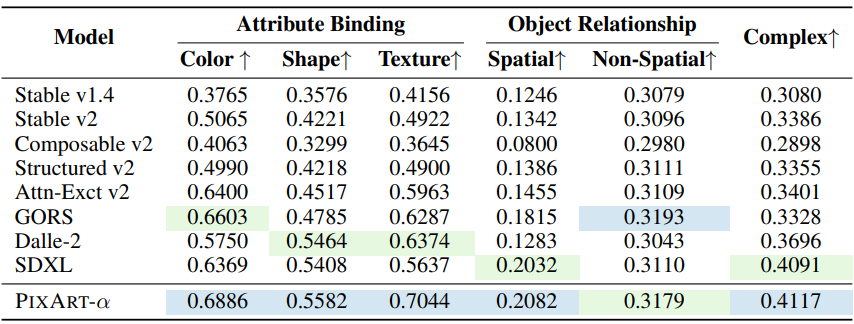 Model Attribute Binding Object Relationship Complex↑
Color ↑ Shape↑ Texture↑ Spatial↑ Non-Spatial↑
Stable v1.4 0.3765 0.3576 0.4156 0.1246 0.3079 0.3080
Stable v2 0.5065 0.4221 0.4922 0.1342 0.3096 0.3386
Composable v2 0.4063 0.3299 0.3645 0.0800 0.2980 0.2898
Structured v2 0.4990 0.4218 0.4900 0.1386 0.3111 0.3355
Attn-Exct v2 0.6400 0.4517 0.5963 0.1455 0.3109 0.3401
GORS 0.6603 0.4785 0.6287 0.1815 0.3193 0.3328
Dalle-2 0.5750 0.5464 0.6374 0.1283 0.3043 0.3696
SDXL 0.6369 0.5408 0.5637 0.2032 0.3110 0.4091
PIXART-α 0.6886 0.5582 0.7044 0.2082 0.3179 0.4117